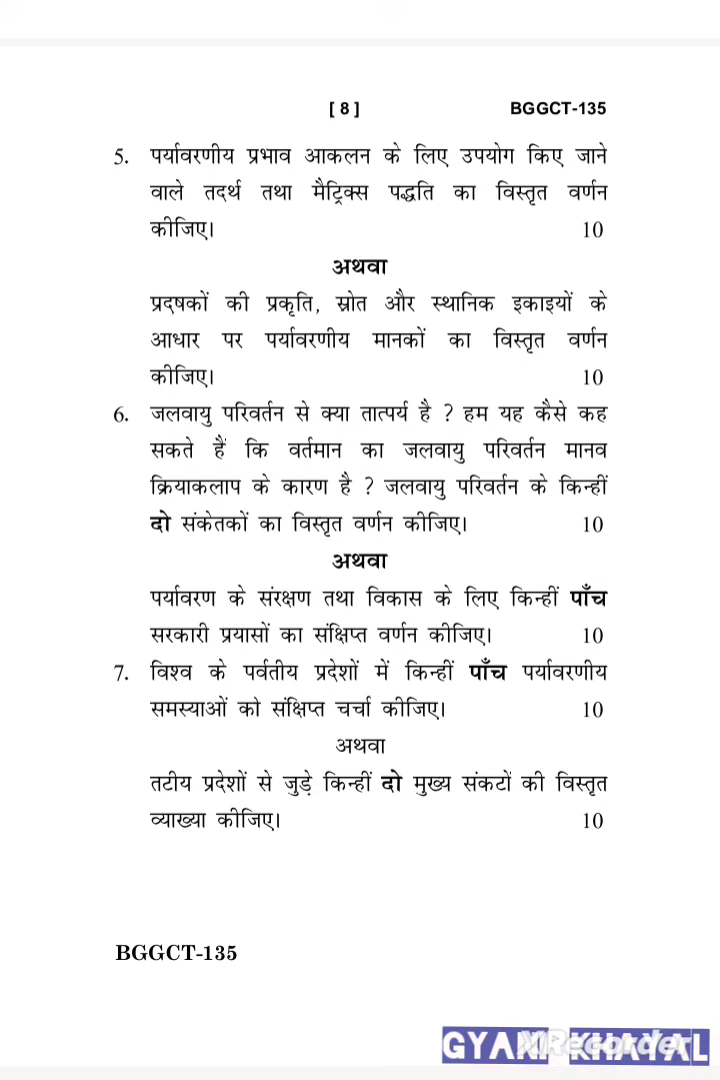 [ 8 ] BGGCT-135
5. पर्यावरणीय प्रभाव आकलन के लिए उपयोग किए जाने
वाले तदर्थ तथा मैट्रिक्स पद्धति का विस्तृत वर्णन
कीजिए। 10
अथवा
प्रदषकों की प्रकृति, स्रोत और स्थानिक इकाइयों के
आधार पर पर्यावरणीय मानकों का विस्तृत वर्णन
कीजिए। 10
6. जलवायु परिवर्तन से क्या तात्पर्य है ? हम यह कैसे कह
सकते हैं कि वर्तमान का जलवायु परिवर्तन मानव
क्रियाकलाप के कारण है ? जलवायु परिवर्तन के किन्हीं
दो संकेतकों का विस्तृत वर्णन कीजिए। 10
अथवा
पर्यावरण के संरक्षण तथा विकास के लिए किन्हीं पाँच
सरकारी प्रयासों का संक्षिप्त वर्णन कीजिए। 10
7. विश्व के पर्वतीय प्रदेशों में किन्हीं पाँच पर्यावरणीय
समस्याओं को संक्षिप्त चर्चा कीजिए। 10
अथवा
तटीय प्रदेशों से जुड़े किन्हीं दो मुख्य संकटों की विस्तृत
व्याख्या कीजिए। 10
BGGCT-135
GYANI KHAYAL